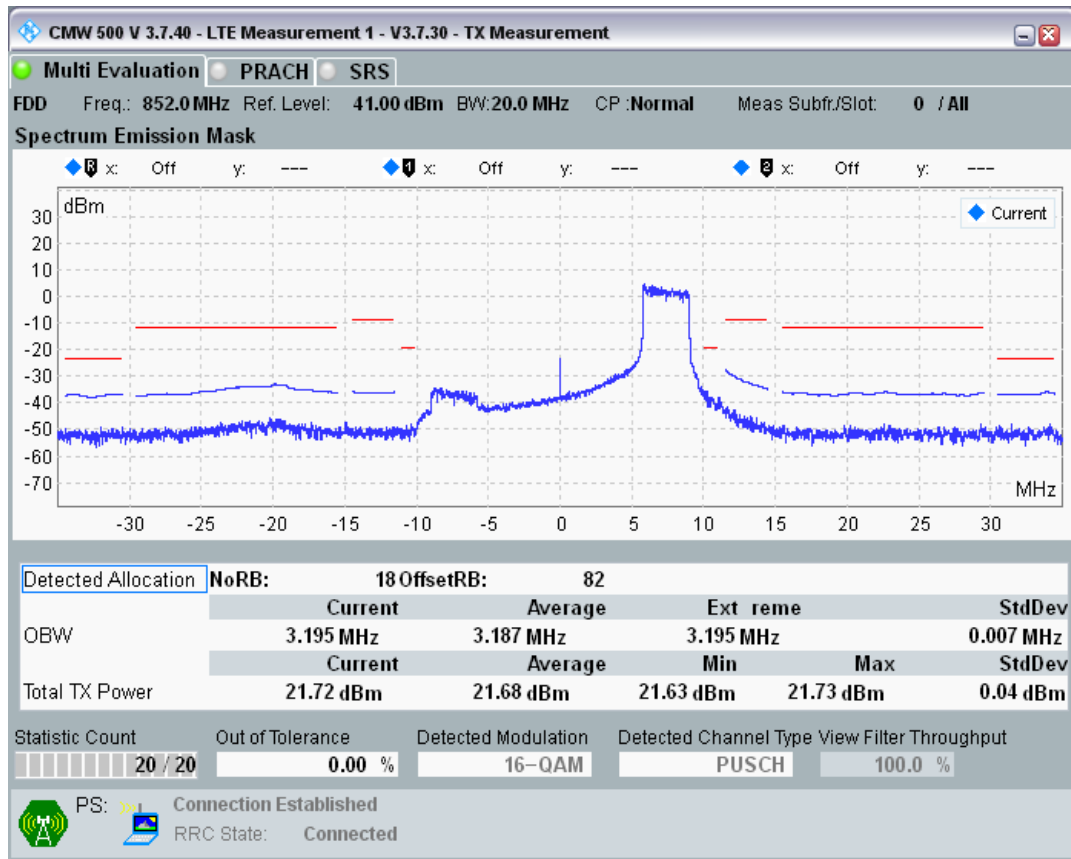 CMW 500 V 3.7.40 - LTE Measurement 1 - V3.7.30 - TX Measurement
Multi Evaluation PRACH SRS
FDD Freq.: 852.0 MHz Ref. Level: 41.00 dBm BW:20.0 MHz CP :Normal Meas Subfr./Slot: 0 / All
Spectrum Emission Mask
R x: Off y: --- 1 x: Off y: --- 2 x: Off y: ---
dBm
Current
30
20
10
0
-10
-20
-30
-40
-50
-60
-70
MHz
-30 -25 -20 -15 -10 -5 0 5 10 15 20 25 30
Detected Allocation NoRB: 18 OffsetRB: 82
Current Average Ext reme StdDev
OBW 3.195 MHz 3.187 MHz 3.195 MHz 0.007 MHz
Current Average Min Max StdDev
Total TX Power 21.72 dBm 21.68 dBm 21.63 dBm 21.73 dBm 0.04 dBm
Statistic Count Out of Tolerance Detected Modulation Detected Channel Type View Filter Throughput
20 / 20 0.00 % 16-QAM PUSCH 100.0 %
PS: Connection Established
RRC State: Connected